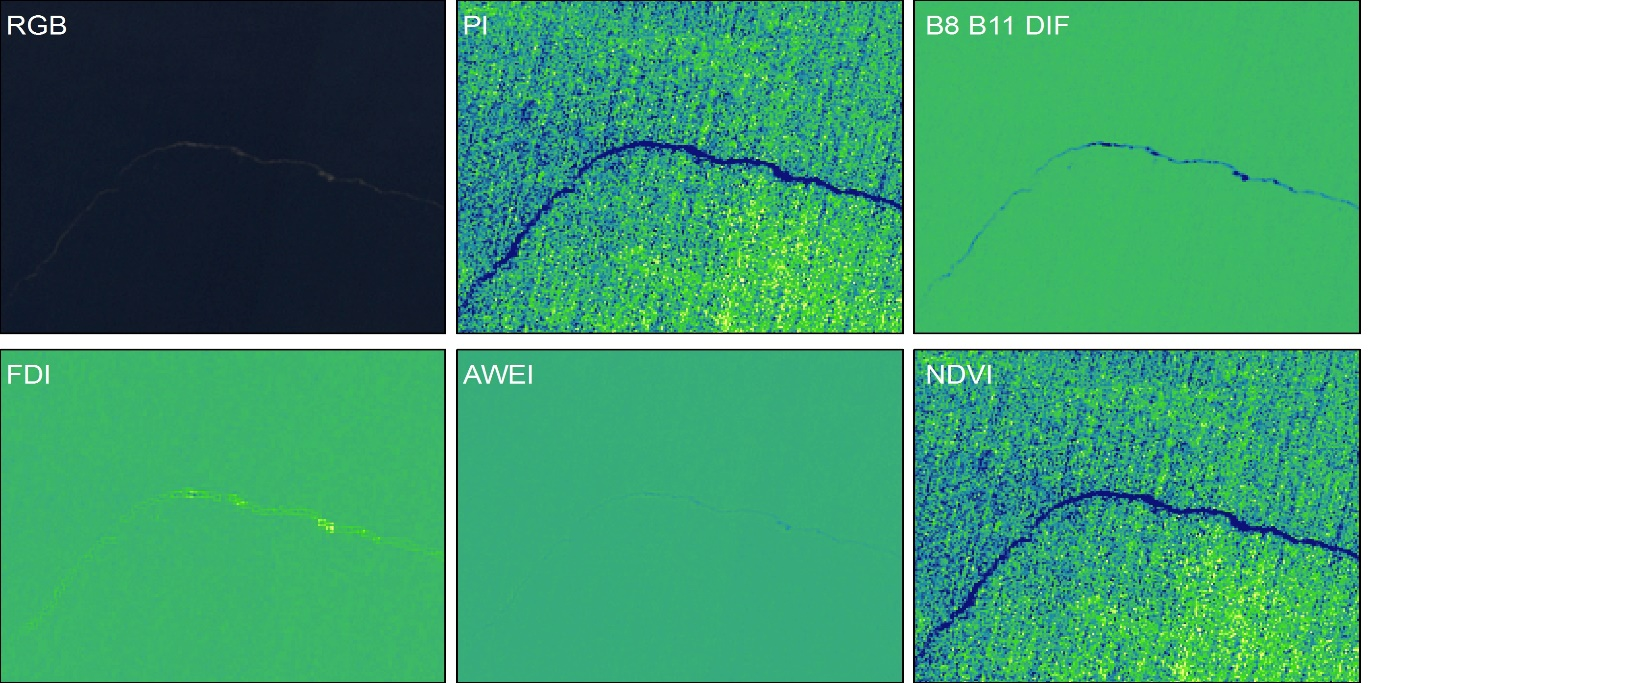 RGB
PI
B8 B11 DIF
FDI
AWEI
NDVI